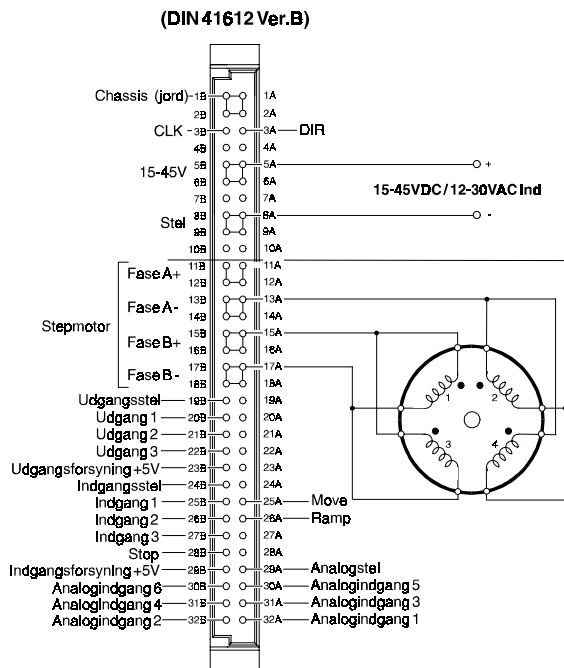 (DIN 41612 Ver.B)
Chassis (jord) 1B 1A
2B 2A
CLK 3B 3A DIR
4B 4A
15-45V 5B 5A +
6B 6A
7B 7A
15-45VDC/12-30VAC Ind
Stel 8B 8A -
9B 9A
10B 10A
11B 11A
Fase A+ 12B 12A
13B 13A
Fase A- 14B 14A
Stepmotor
15B 15A
Fase B+ 16B 16A
17B 17A
Fase B- 18B 18A
1 2
3 4
Udgangsstel 19B 19A
Udgang 1 20B 20A
Udgang 2 21B 21A
Udgang 3 22B 22A
Udgangsforsyning +5V 23B 23A
Indgangsstel 24B 24A
Indgang 1 25B 25A Move
Indgang 2 26B 26A Ramp
Indgang 3 27B 27A
Stop 28B 28A
Indgangsforsyning +5V 29B 29A Analogstel
Analogindgang 6 30B 30A Analogindgang 5
Analogindgang 4 31B 31A Analogindgang 3
Analogindgang 2 32B 32A Analogindgang 1